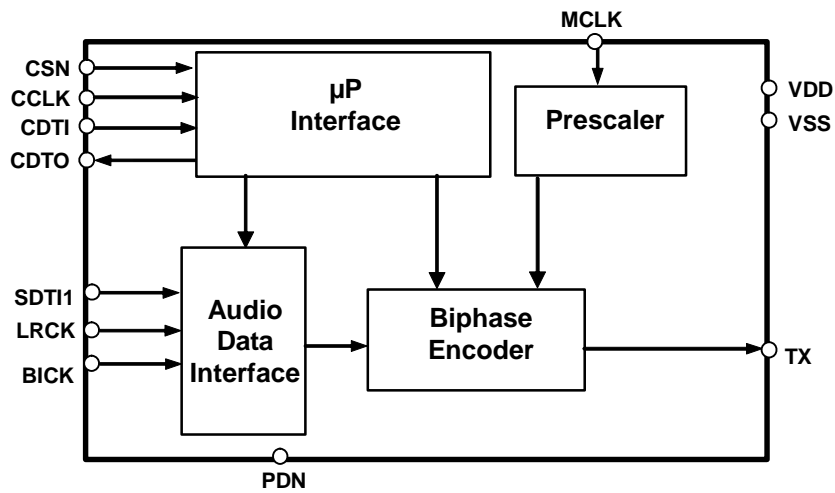 MCLK
CSN
CCLK
CDTI
CDTO
µP
Interface
Prescaler
VDD
VSS
SDTI1
LRCK
BICK
Audio
Data
Interface
Biphase
Encoder
TX
PDN